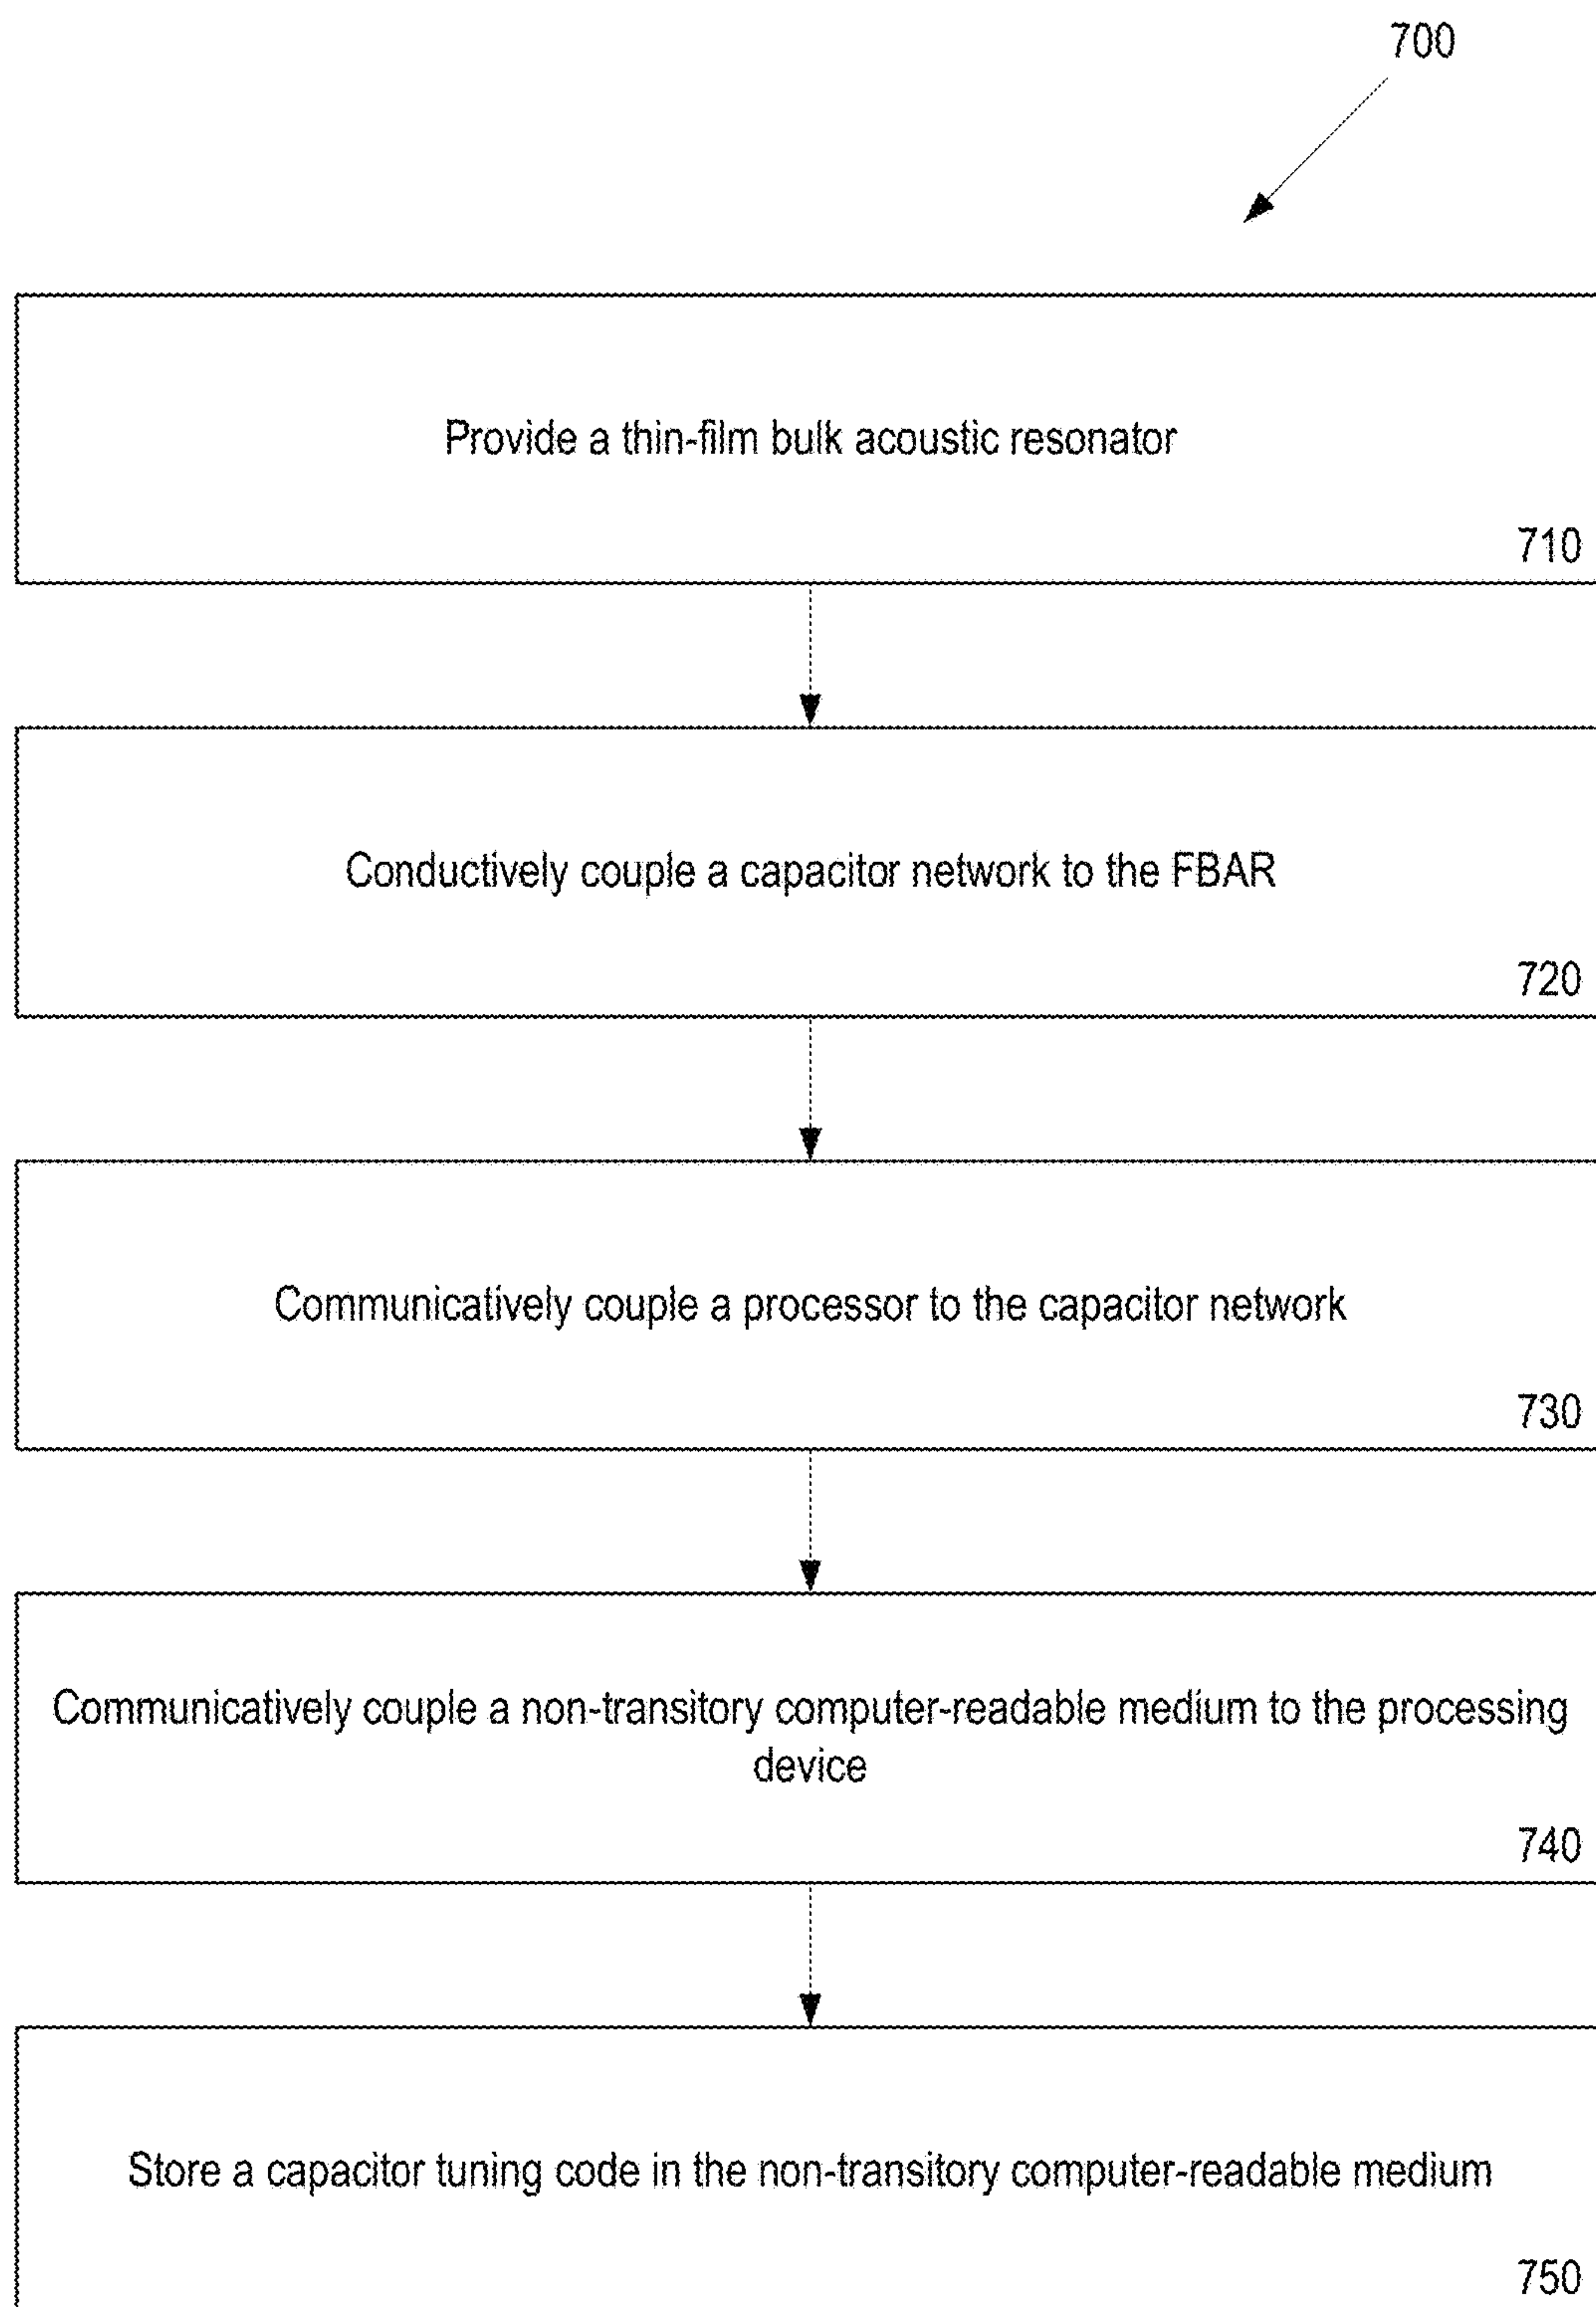 700
Provide a thin-film bulk acoustic resonator
710
Conductively couple a capacitor network to the FBAR
720
Communicatively couple a processor to the capacitor network
730
Communicatively couple a non-transitory computer-readable medium to the processing
device
740
Store a capacitor tuning code in the non-transitory computer-readable medium
750